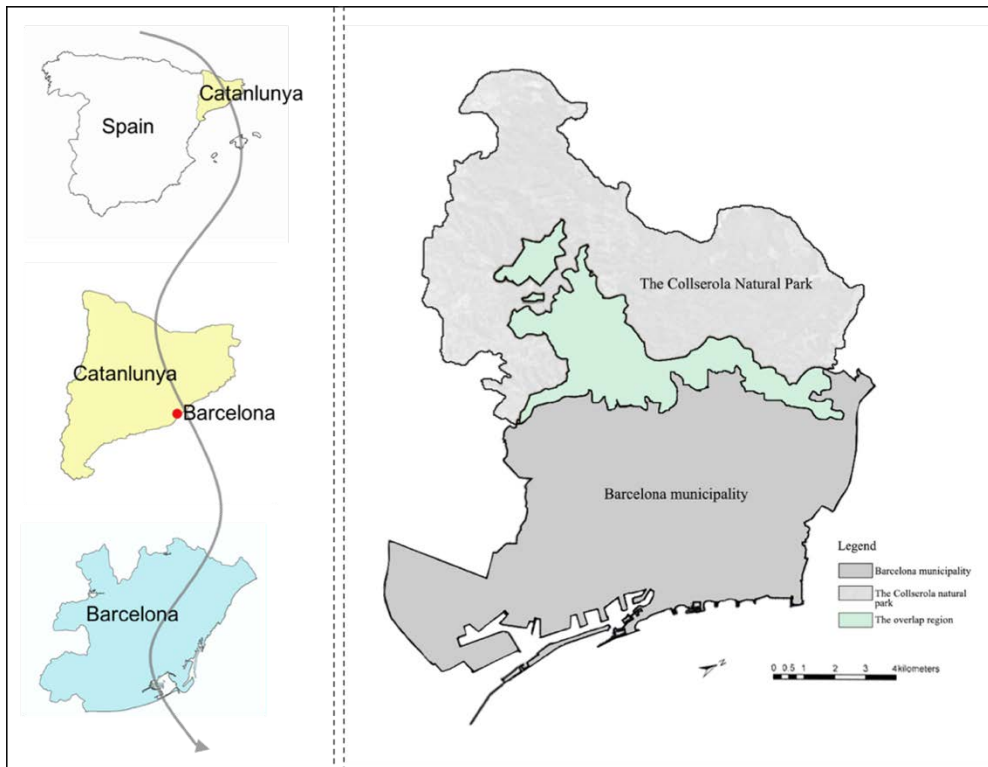 Catanlunya
Spain
Catanlunya
Barcelona
Barcelona
The Collserola Natural Park
Barcelona municipality
Legend
Barcelona municipality
The Collserola natural
park
The overlap region
N
0 0.5 1 2 3 4 kilometers